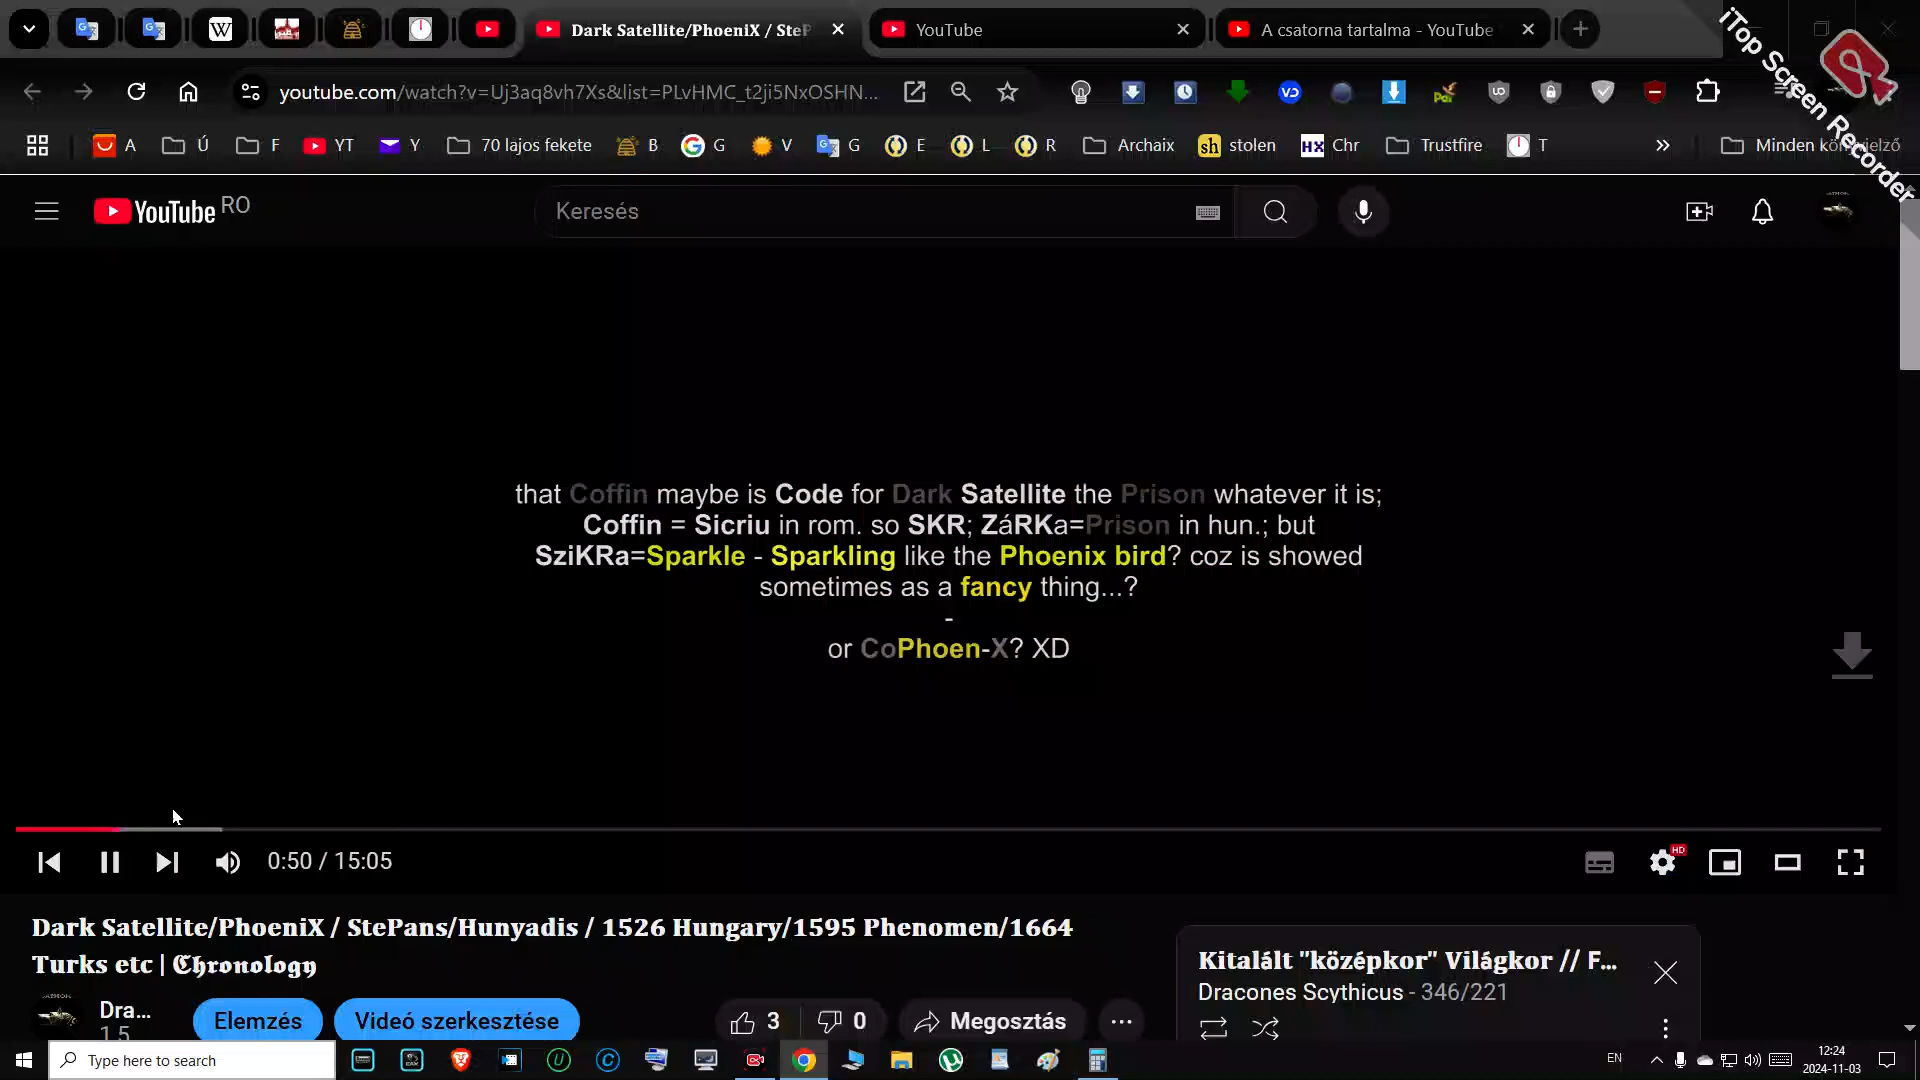 Dark Satellite/PhoeniX / SteP
YouTube
A csatorna tartalma - YouTube
iTop Screen Recorder
youtube.com/watch?v=Uj3aq8vh7Xs&list=PLvHMC_t2ji5NxOSHN...
A
Ú
F
YT
Y
70 lajos fekete
B
G
V
G
E
L
R
Archaix
stolen
Chr
Trustfire
T
YouTube RO
Keresés
that Coffin maybe is Code for Dark Satellite the Prison whatever it is;
Coffin = Sicriu in rom. so SKR; ZáRKa=Prison in hun.; but
SziKRa=Sparkle - Sparkling like the Phoenix bird? coz is showed
sometimes as a fancy thing...?
-
or CoPhoen-X? XD
0:50 / 15:05
HD
Dark Satellite/PhoeniX / StePans/Hunyadis / 1526 Hungary/1595 Phenomen/1664
Turks etc | 𝕮𝖍𝖗𝖔𝖓𝖔𝖑𝖔𝖌𝖞
Kitalált "középkor" Világkor // F...
Dracones Scythicus - 346/221
Dra...
Elemzés
Videó szerkesztése
3
0
Megosztás
Type here to search
EN
12:24
2024-11-03